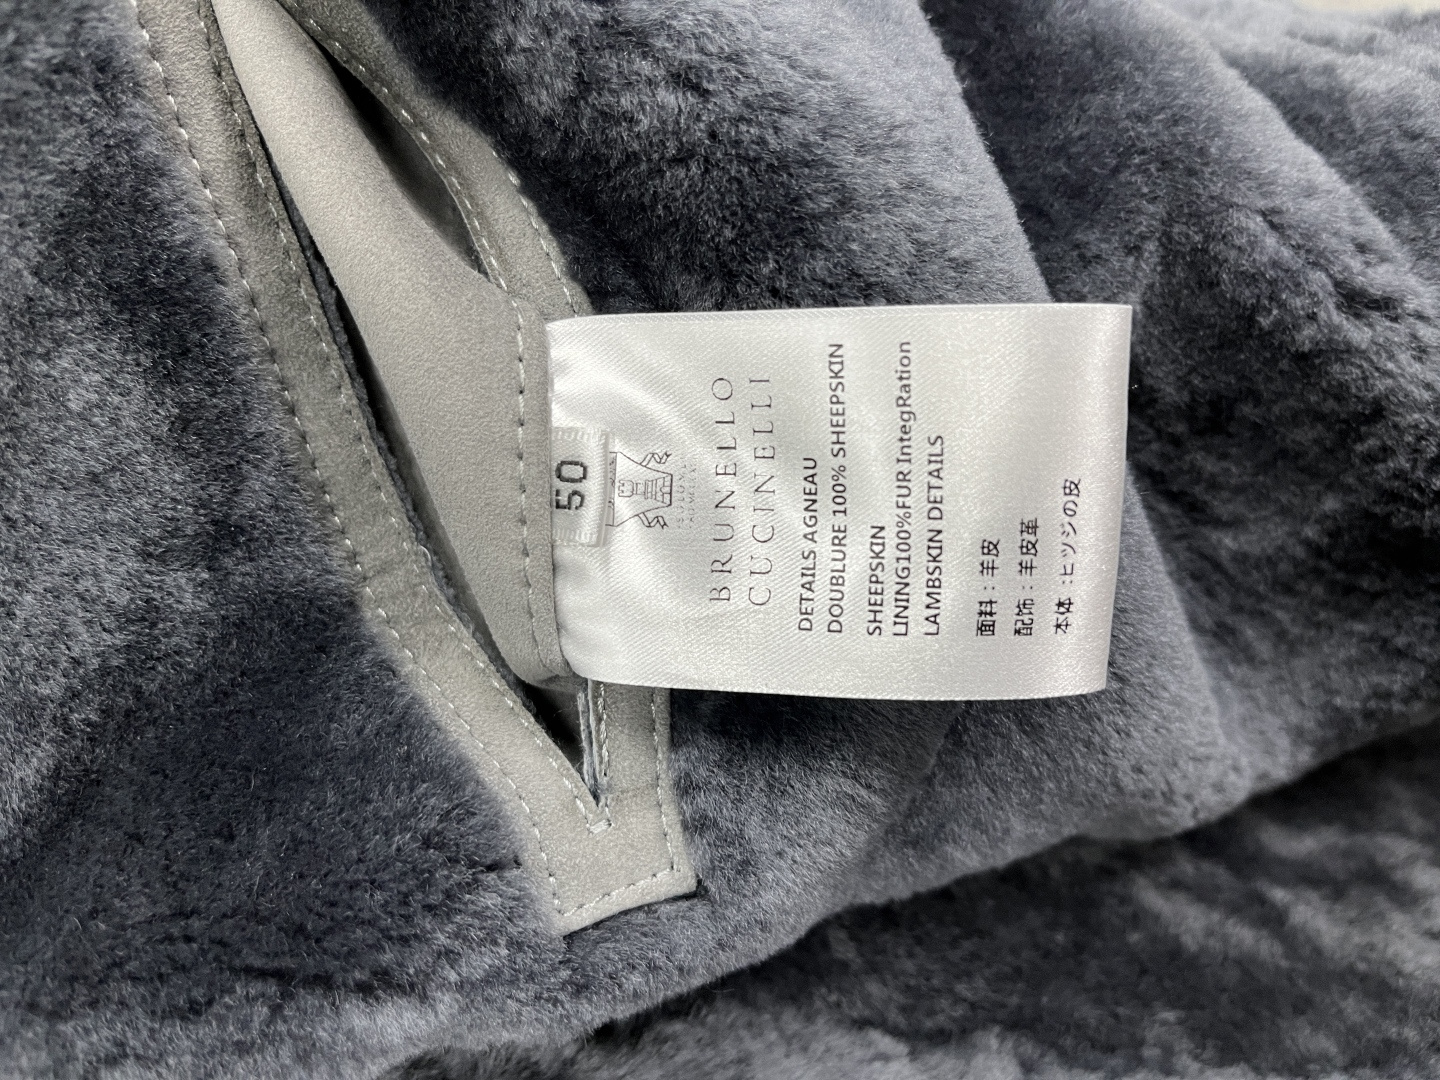 50
BRUNELLO
CUCINELLI
DETAILS AGNEAU
DOUBLURE 100% SHEEPSKIN
SHEEPSKIN
LINING100%FUR IntegRation
LAMBSKIN DETAILS
面料：羊皮
配饰：羊皮革
本体：ヒツジの皮